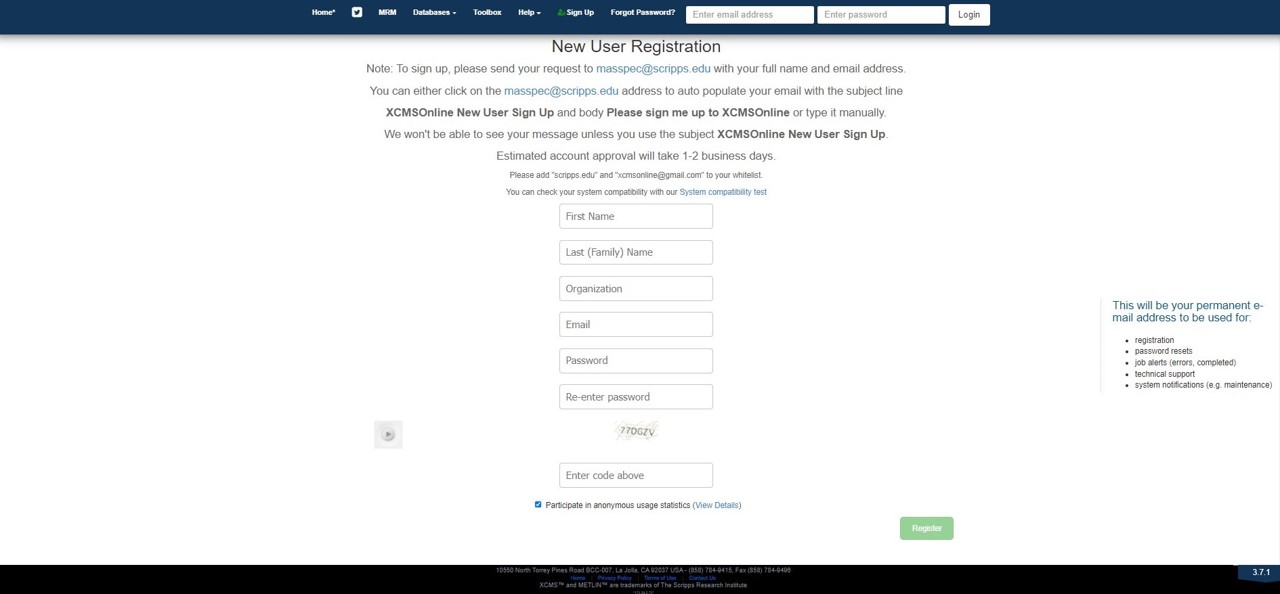 Home* MRM Databases Toolbox Help Sign Up Forgot Password? Enter email address Enter password Login
New User Registration
Note: To sign up, please send your request to masspec@scripps.edu with your full name and email address.
You can either click on the masspec@scripps.edu address to auto populate your email with the subject line
XCMSOnline New User Sign Up and body Please sign me up to XCMSOnline or type it manually.
We won't be able to see your message unless you use the subject XCMSOnline New User Sign Up.
Estimated account approval will take 1-2 business days.
Please add "scripps.edu" and "xcmsonline@gmail.com" to your whitelist.
You can check your system compatibility with our System compatibility test
First Name
Last (Family) Name
Organization
Email
Password
Re-enter password
77DGZV
Enter code above
Participate in anonymous usage statistics (View Details)
Register
This will be your permanent e-
mail address to be used for:
registration
password resets
job alerts (errors, completed)
technical support
system notifications (e.g. maintenance)
10550 North Torrey Pines Road BCC-007, La Jolla, CA 92037 USA - (858) 784-9415, Fax (858) 784-9496
Home | Privacy Policy | Terms of Use | Contact Us
XCMS™ and METLIN™ are trademarks of The Scripps Research Institute
3.7.1